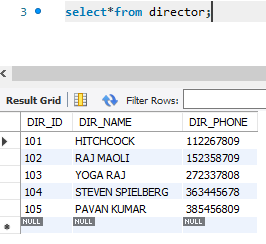 3 select*from director;
Result Grid Filter Rows:
DIR_ID DIR_NAME DIR_PHONE
101 HITCHCOCK 112267809
102 RAJ MAOLI 152358709
103 YOGA RAJ 272337808
104 STEVEN SPIELBERG 363445678
105 PAVAN KUMAR 385456809
NULL NULL NULL